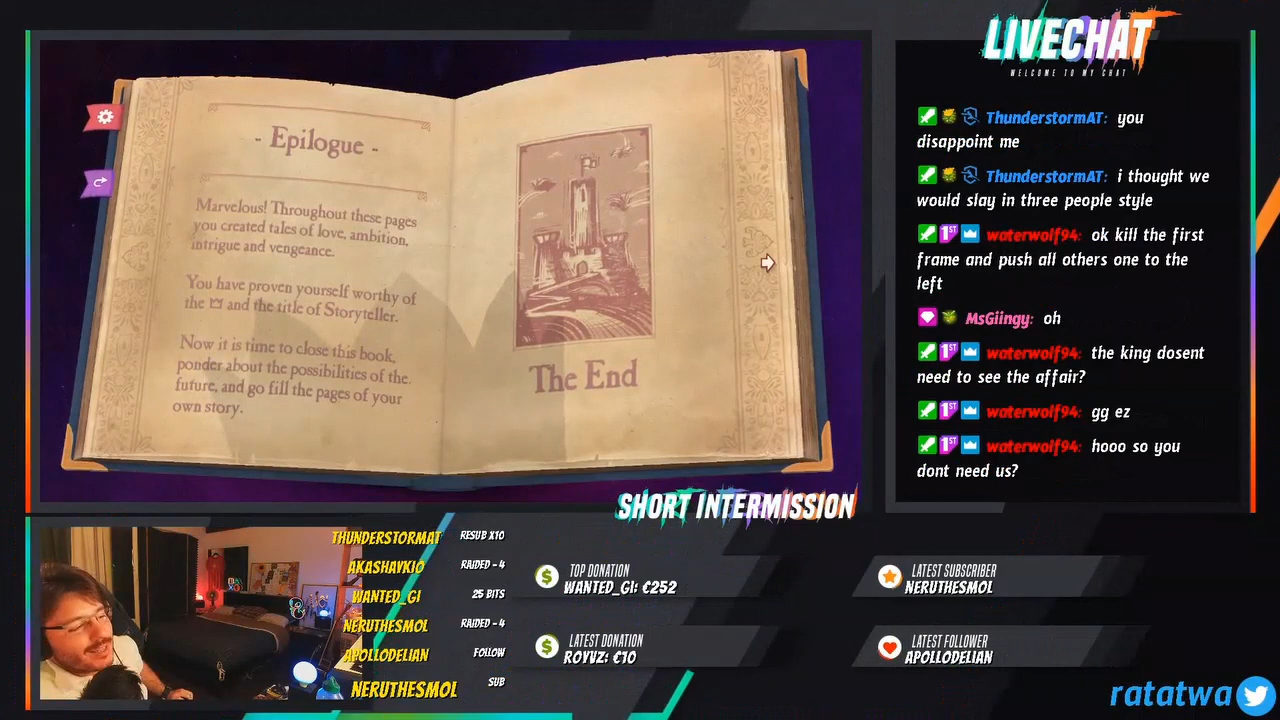 LIVECHAT
WELCOME TO MY CHAT
- Epilogue -
Marvelous! Throughout these pages
you created tales of love, ambition,
intrigue and vengeance.
You have proven yourself worthy of
the and the title of Storyteller.
Now it is time to close this book,
ponder about the possibilities of the
future, and go fill the pages of your
own story.
The End
ThunderstormAT: you
disappoint me
ThunderstormAT: i thought we
would slay in three people style
1ST waterwolf94: ok kill the first
frame and push all others one to the
left
MsGiingy: oh
1ST waterwolf94: the king dosent
need to see the affair?
1ST waterwolf94: gg ez
1ST waterwolf94: hooo so you
dont need us?
SHORT INTERMISSION
THUNDERSTORMAT RESUB X10
AKASHAYKIO RAIDED - 4
WANTED_GI 25 BITS
NERUTHESMOL RAIDED - 4
APOLLODELIAN FOLLOW
NERUTHESMOL SUB
TOP DONATION
WANTED_GI: €252
LATEST DONATION
ROYVZ: €10
LATEST SUBSCRIBER
NERUTHESMOL
LATEST FOLLOWER
APOLLODELIAN
ratatwa